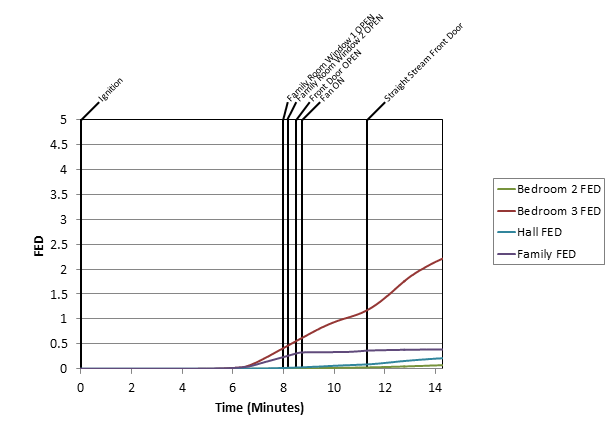 Ignition
Family Room Window 1 OPEN
Family Room Window 2 OPEN
Front Door OPEN
Fan ON
Straight Stream Front Door
5
4.5
4
3.5
3
2.5
2
1.5
1
0.5
0
FED
0 2 4 6 8 10 12 14
Time (Minutes)
Bedroom 2 FED
Bedroom 3 FED
Hall FED
Family FED